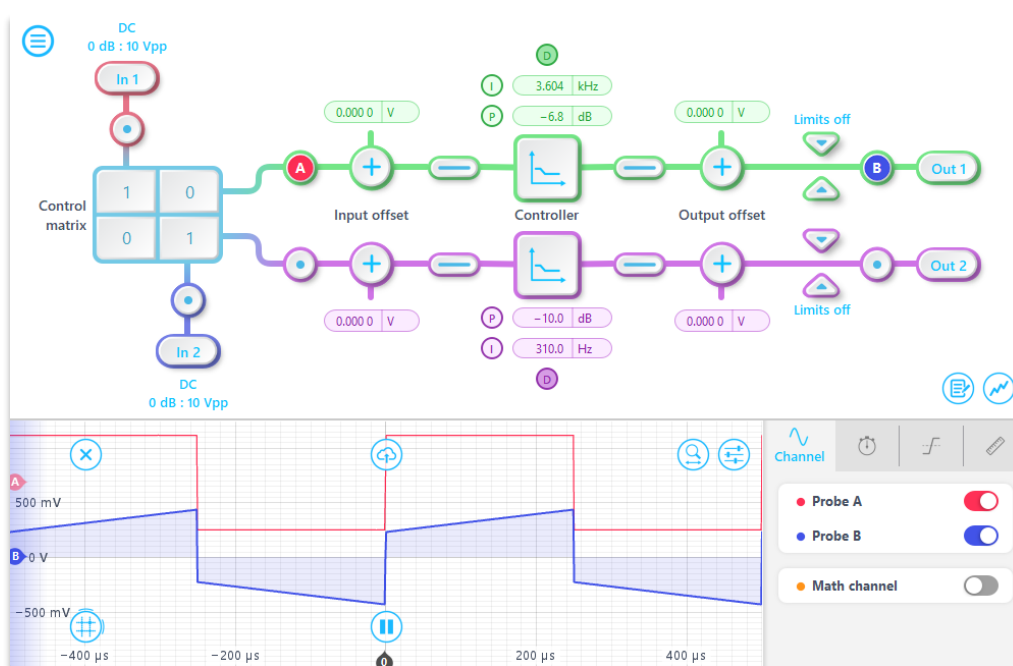 DC
0 dB : 10 Vpp
In 1
Control
matrix
1 0
0 1
In 2
DC
0 dB : 10 Vpp
A
0.000 0 V
Input offset
0.000 0 V
D
I 3.604 kHz
P −6.8 dB
Controller
P −10.0 dB
I 310.0 Hz
D
0.000 0 V
Output offset
0.000 0 V
Limits off
B
Out 1
Out 2
Limits off
A
500 mV
B 0 V
−500 mV
−400 µs −200 µs 0 200 µs 400 µs
Channel
Probe A
Probe B
Math channel